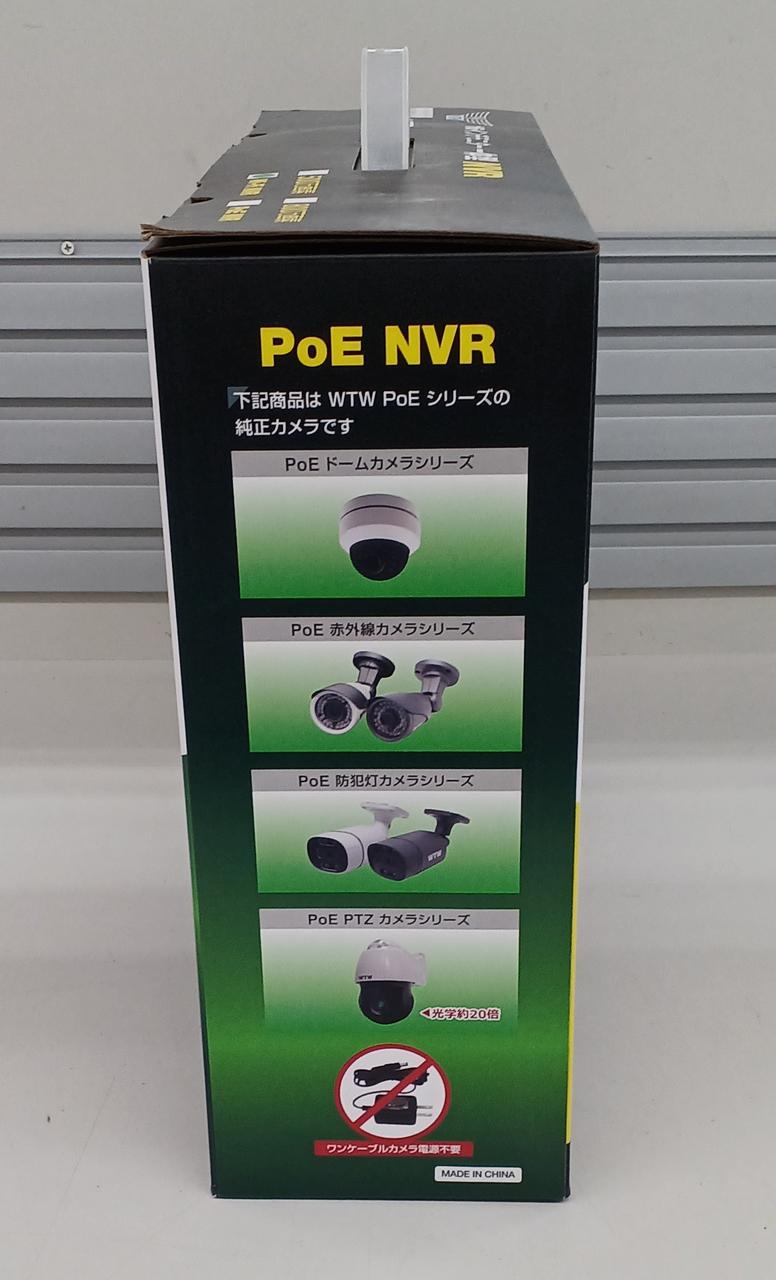 PoE NVR
下記商品は WTW PoE シリーズの
純正カメラです
PoE ドームカメラシリーズ
PoE 赤外線カメラシリーズ
PoE 防犯灯カメラシリーズ
WTW
PoE PTZ カメラシリーズ
WTW
◀光学約20倍
ワンケーブルカメラ電源不要
MADE IN CHINA